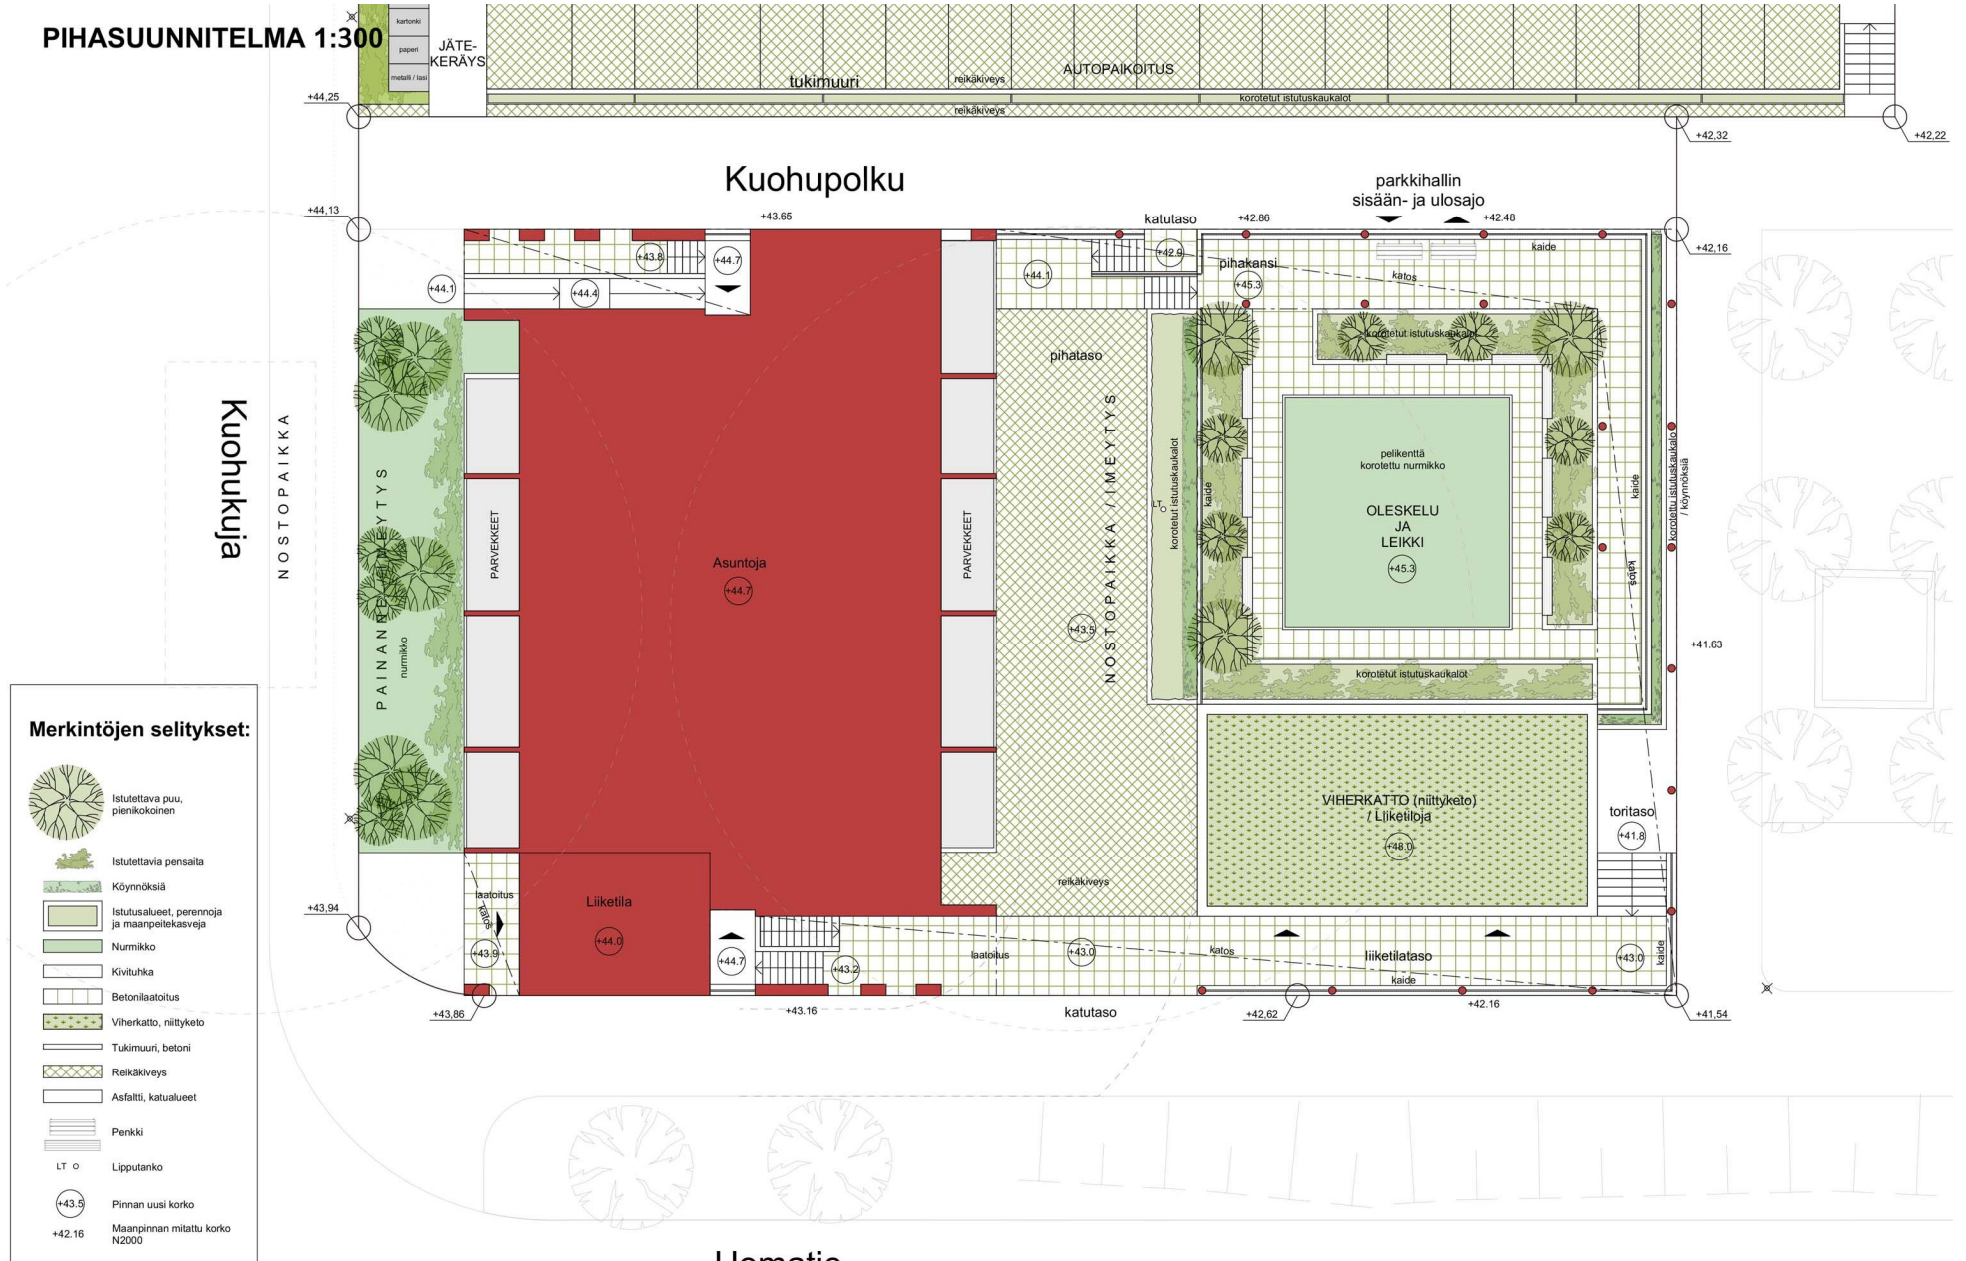 PIHASUUNNITELMA 1:300
kartonki
paperi
metalli / lasi
JÄTE-
KERÄYS
tukimuuri
reikäkiveys
AUTOPAIKOITUS
korotetut istutuskaukalot
reikäkiveys
+44,25
+42,32
+42,22
Kuohupolku
parkkihallin
sisään- ja ulosajo
+44,13
+43.65
katutaso
+42.86
+42.48
+42,16
kaide
+43.8
+44.7
+42.9
pihakansi
+45.3
katos
+44.1
+44.4
+44.1
korotetut istutuskaukalot
pihataso
Kuohukuja
NOSTOPAIKKA
PAINANNE / IMEYTYS
nurmikko
PARVEKKEET
Asuntoja
+44.7
PARVEKKEET
NOSTOPAIKKA / IMEYTYS
+43.5
LT
korotetut istutuskaukalot
kaide
pelikenttä
korotettu nurmikko
OLESKELU
JA
LEIKKI
+45.3
kaide
katos
korotettu istutuskaukalo
/ köynnöksiä
+41.63
korotetut istutuskaukalot
VIHERKATTO (niittyketo)
/ Liiketiloja
+48.0
toritaso
+41.8
reikäkiveys
+43,94
laatoitus
katos
+43.9
Liiketila
+44.0
+44.7
+43.2
laatoitus
+43.0
katos
liiketilataso
kaide
+43.0
kaide
+43,86
+43.16
katutaso
+42,62
+42.16
+41,54
Merkintöjen selitykset:
Istutettava puu,
pienikokoinen
Istutettavia pensaita
Köynnöksiä
Istutusalueet, perennoja
ja maanpeitekasveja
Nurmikko
Kivituhka
Betonilaatoitus
Viherkatto, niittyketo
Tukimuuri, betoni
Reikäkiveys
Asfaltti, katualueet
Penkki
LT O Lipputanko
+43.5 Pinnan uusi korko
+42.16 Maanpinnan mitattu korko
N2000